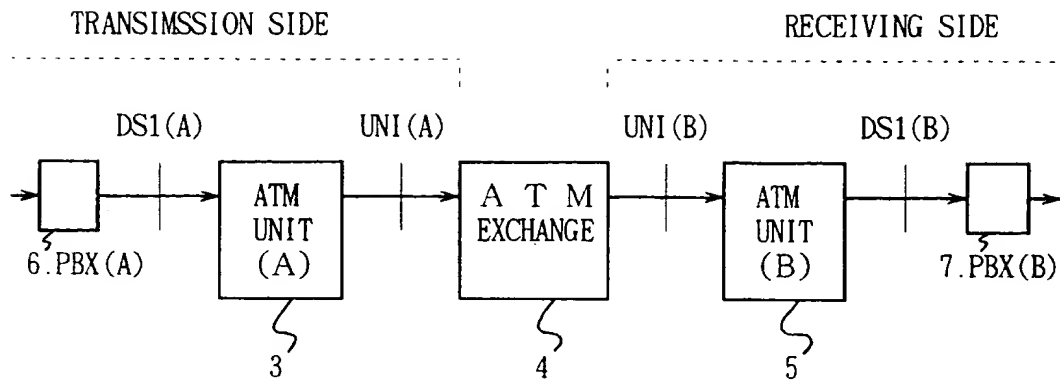 TRANSIMSSION SIDE
RECEIVING SIDE
DS1(A)
UNI(A)
UNI(B)
DS1(B)
ATM
UNIT
(A)
A T M
EXCHANGE
ATM
UNIT
(B)
6.PBX(A)
7.PBX(B)
3
4
5